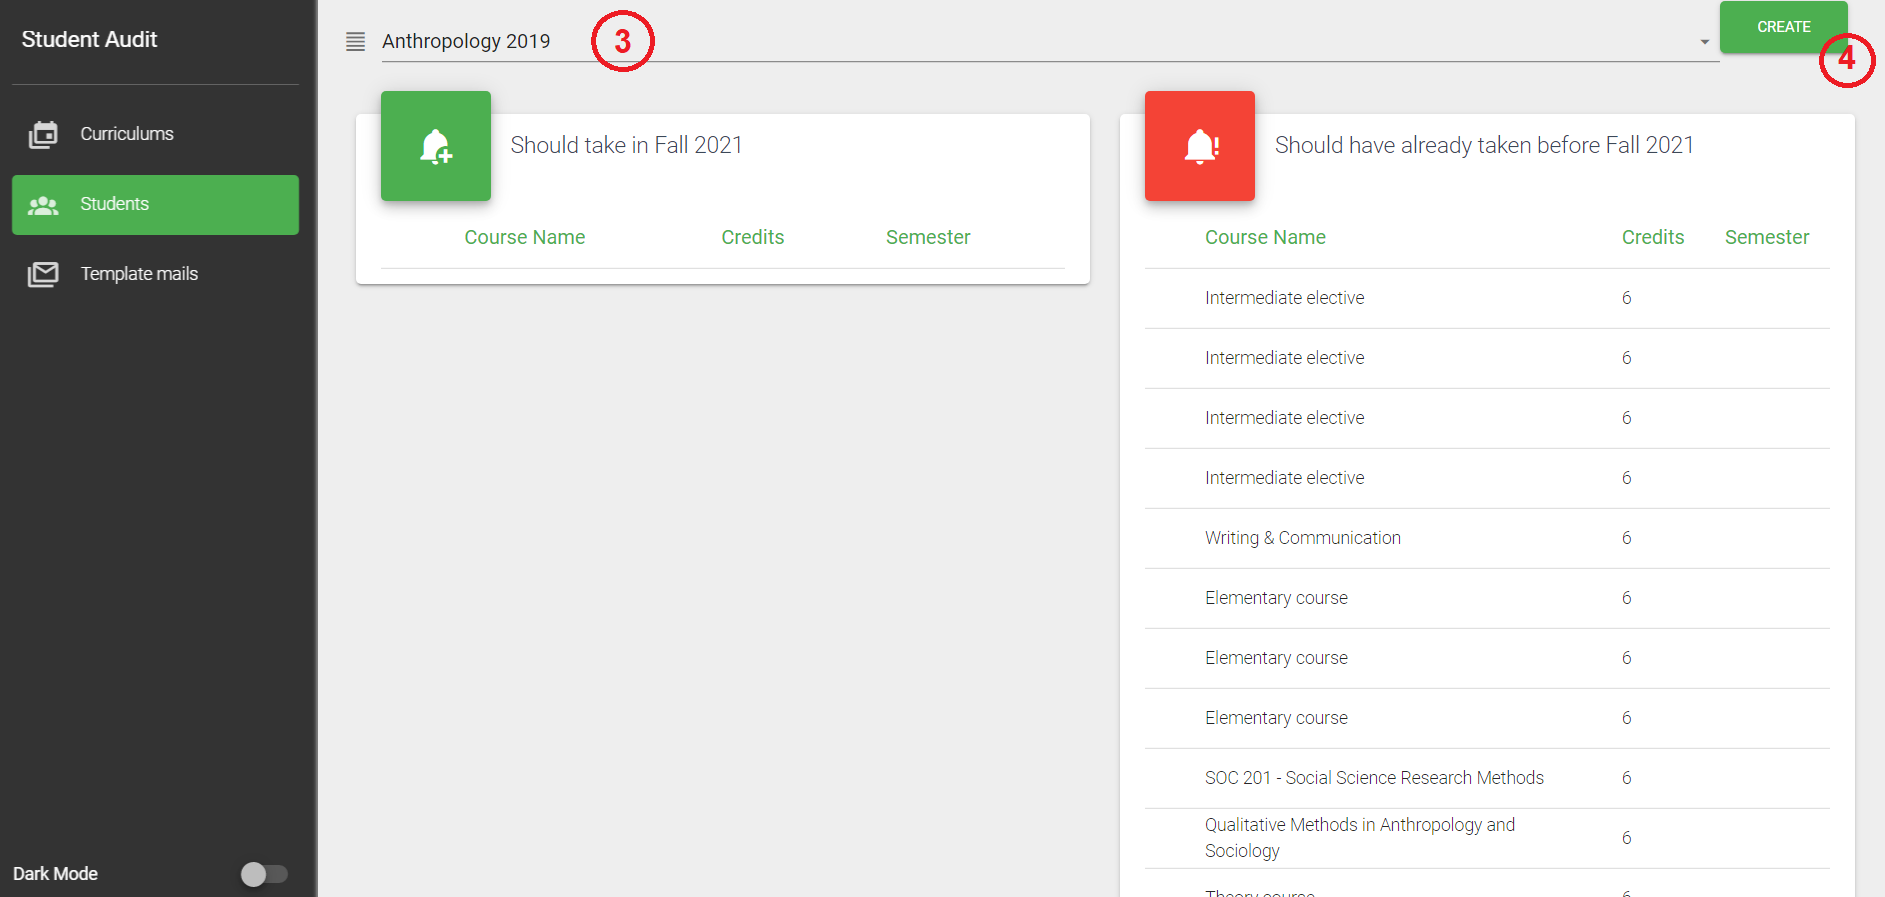 Student Audit
Curriculums
Students
Template mails
Dark Mode
Anthropology 2019
3
CREATE
4
Should take in Fall 2021
Course Name Credits Semester
Should have already taken before Fall 2021
Course Name Credits Semester
Intermediate elective 6
Intermediate elective 6
Intermediate elective 6
Intermediate elective 6
Writing & Communication 6
Elementary course 6
Elementary course 6
Elementary course 6
SOC 201 - Social Science Research Methods 6
Qualitative Methods in Anthropology and
Sociology 6
Theory course 6